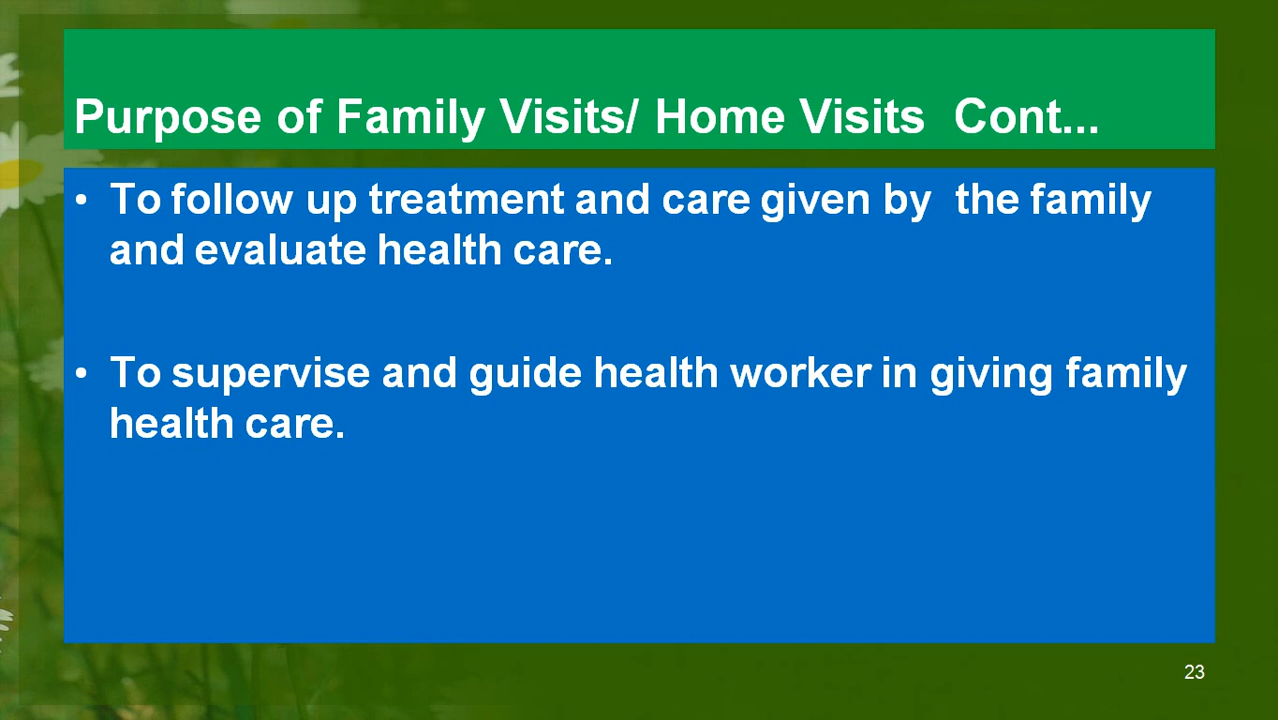 Purpose of Family Visits/ Home Visits  Cont...
• To follow up treatment and care given by  the family
and evaluate health care.
• To supervise and guide health worker in giving family
health care.
23